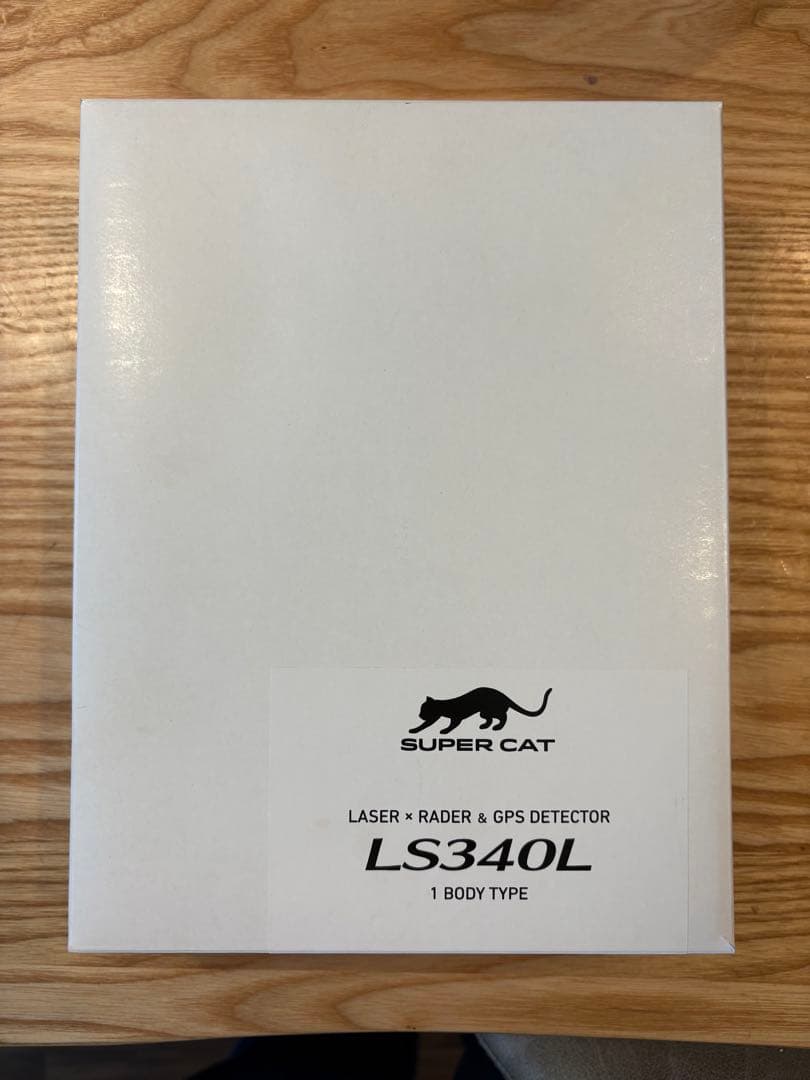 SUPER CAT
LASER × RADER & GPS DETECTOR
LS340L
1 BODY TYPE